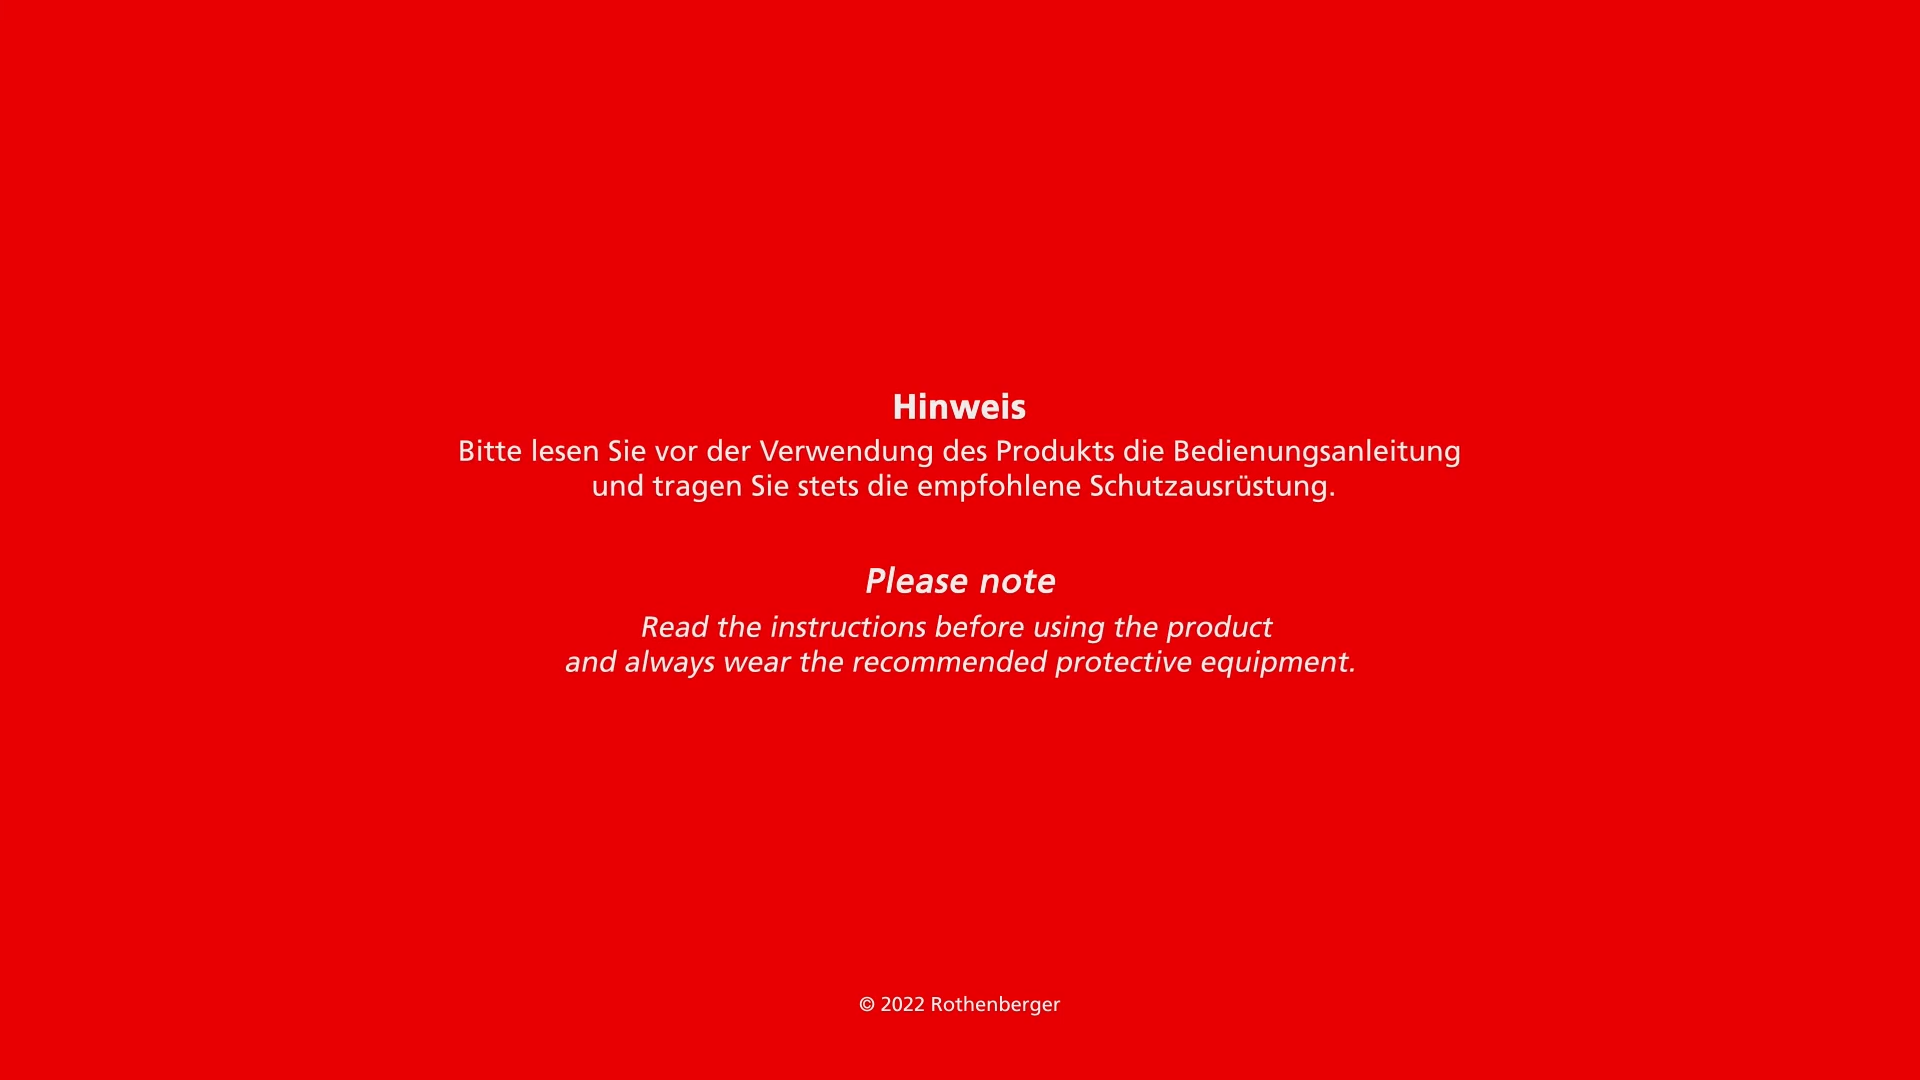 Hinweis
Bitte lesen Sie vor der Verwendung des Produkts die Bedienungsanleitung
und tragen Sie stets die empfohlene Schutzausrüstung.
Please note
Read the instructions before using the product
and always wear the recommended protective equipment.
© 2022 Rothenberger